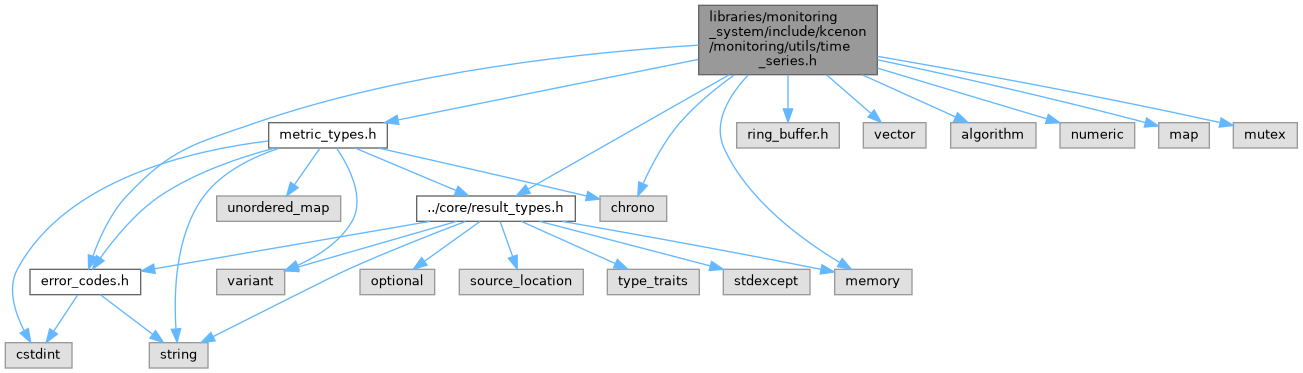 libraries/monitoring
_system/include/kcenon
/monitoring/utils/time
_series.h
metric_types.h
ring_buffer.h
vector
algorithm
numeric
map
mutex
unordered_map
../core/result_types.h
chrono
error_codes.h
variant
optional
source_location
type_traits
stdexcept
memory
cstdint
string